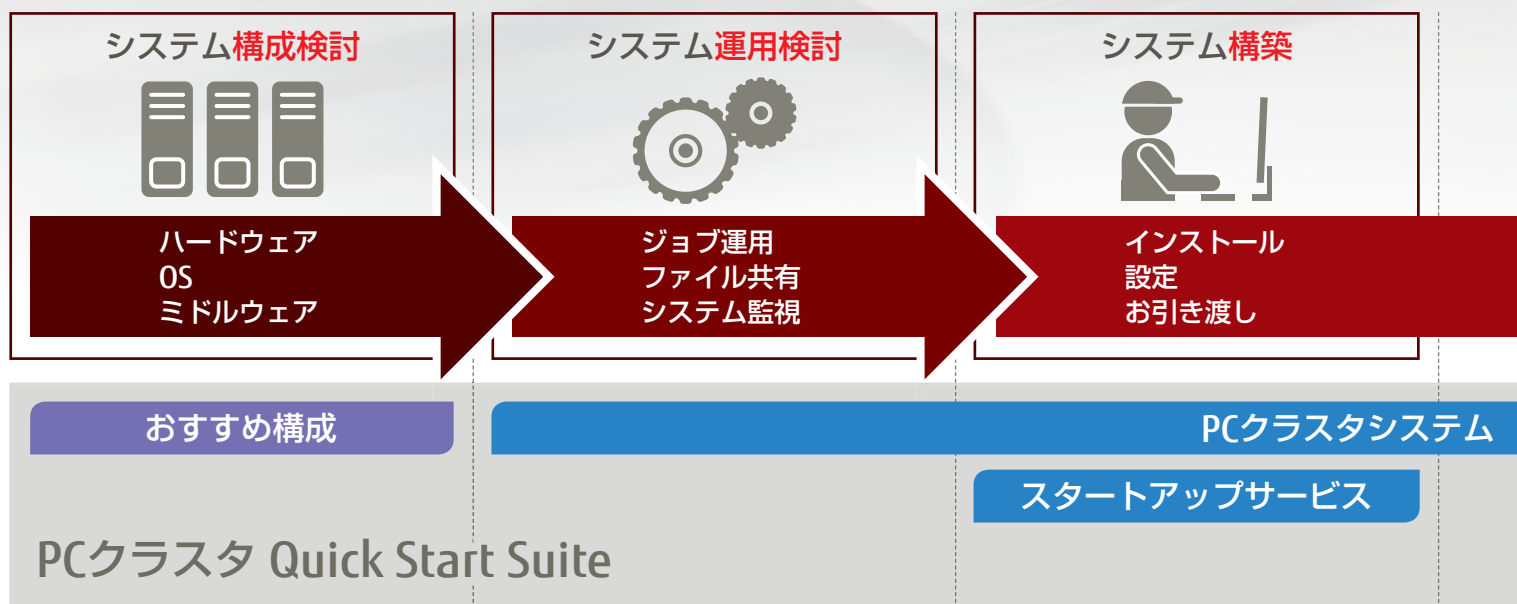 システム構成検討
システム運用検討
システム構築
ハードウェア
OS
ミドルウェア
ジョブ運用
ファイル共有
システム監視
インストール
設定
お引き渡し
おすすめ構成
PCクラスタシステム
スタートアップサービス
PCクラスタ Quick Start Suite